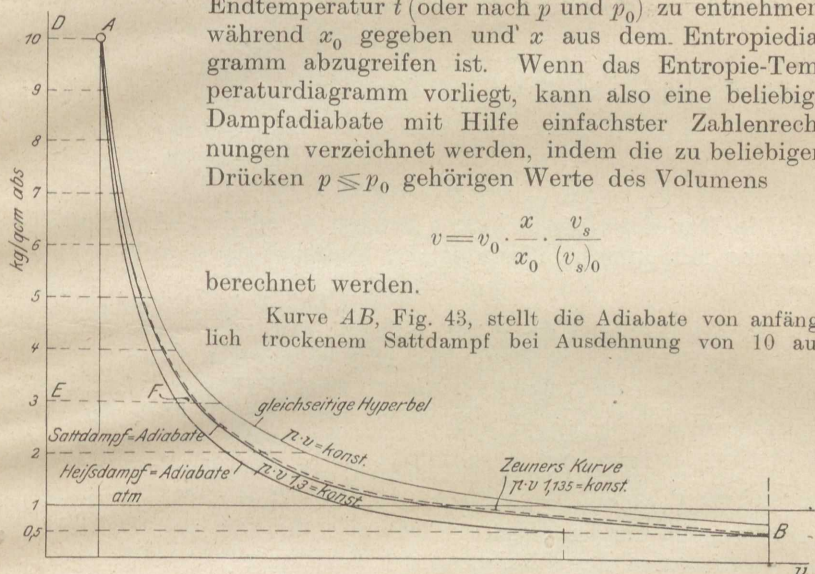 Endtemperatur t (oder nach p und p₀) zu entnehmen
während x₀ gegeben und x aus dem Entropiedia
gramm abzugreifen ist. Wenn das Entropie-Tem
peraturdiagramm vorliegt, kann also eine beliebig
Dampfadiabate mit Hilfe einfachster Zahlenrech
nungen verzeichnet werden, indem die zu beliebigen
Drücken p ≦ p₀ gehörigen Werte des Volumens
v = v₀ · x/x₀ · v_s/(v_s)₀
berechnet werden.
Kurve AB, Fig. 43, stellt die Adiabate von anfäng
lich trockenem Sattdampf bei Ausdehnung von 10 au
D A
10
9
8
7
kg/qcm abs
6
5
4
E
3
F
gleichseitige Hyperbel
p·v=konst.
Sattdampf=Adiabate
2
Heißdampf=Adiabate
p·v 1,3=konst.
atm
Zeuners Kurve
p·v 1,135=konst.
1
0,5
B
v